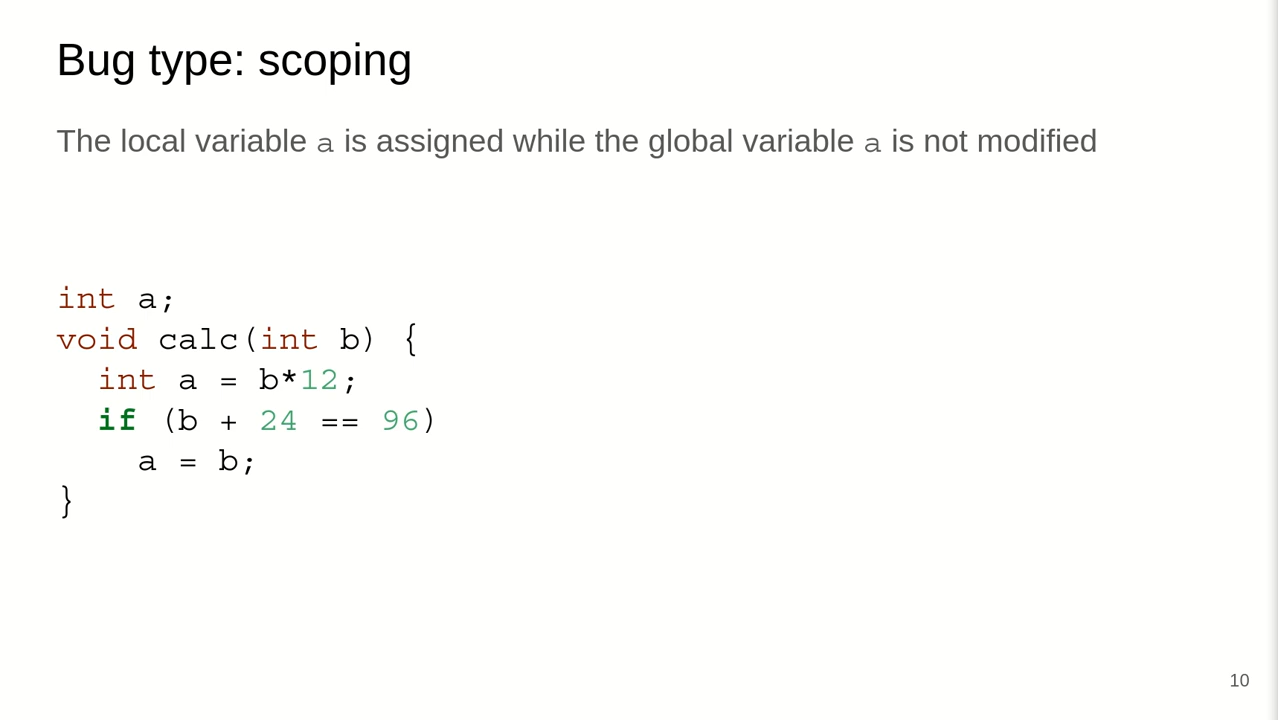 Bug type: scoping
The local variable a is assigned while the global variable a is not modified
int a;
void calc(int b) {
  int a = b*12;
  if (b + 24 == 96)
    a = b;
}
10